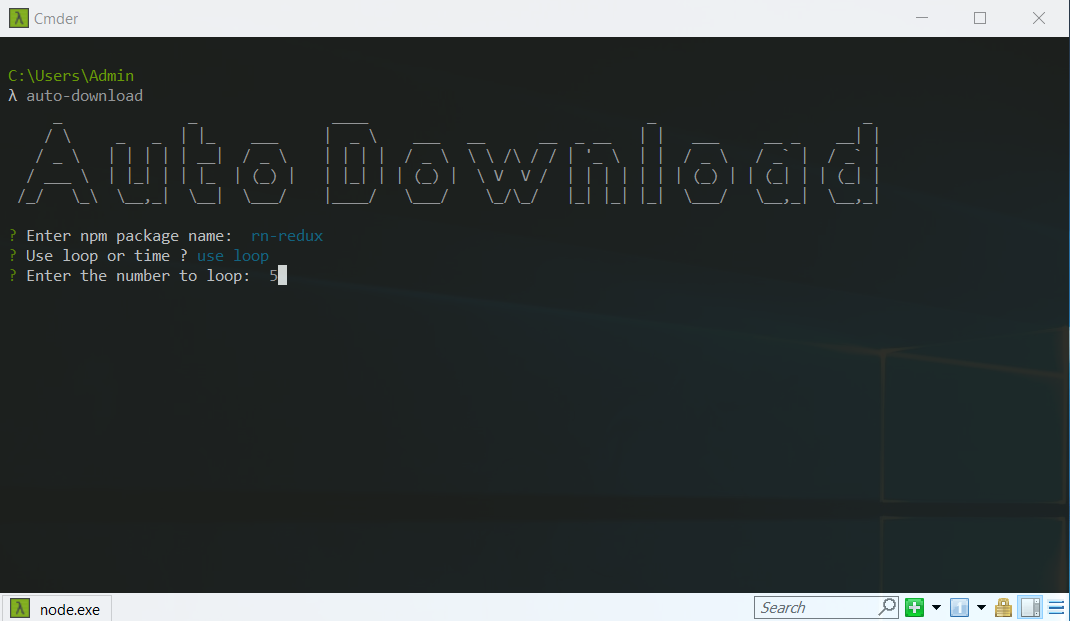 Cmder
C:\Users\Admin
λ auto-download
Auto Download
? Enter npm package name:  rn-redux
? Use loop or time ? use loop
? Enter the number to loop:  5
node.exe
Search